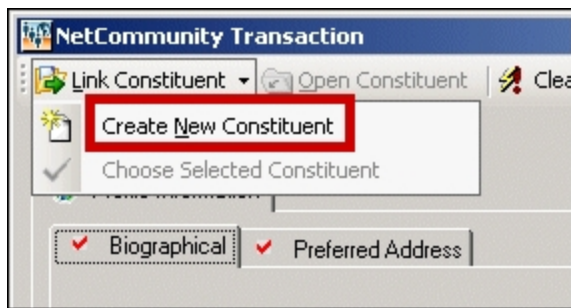 NetCommunity Transaction
Link Constituent Open Constituent Clea
Create New Constituent
Choose Selected Constituent
Biographical Preferred Address